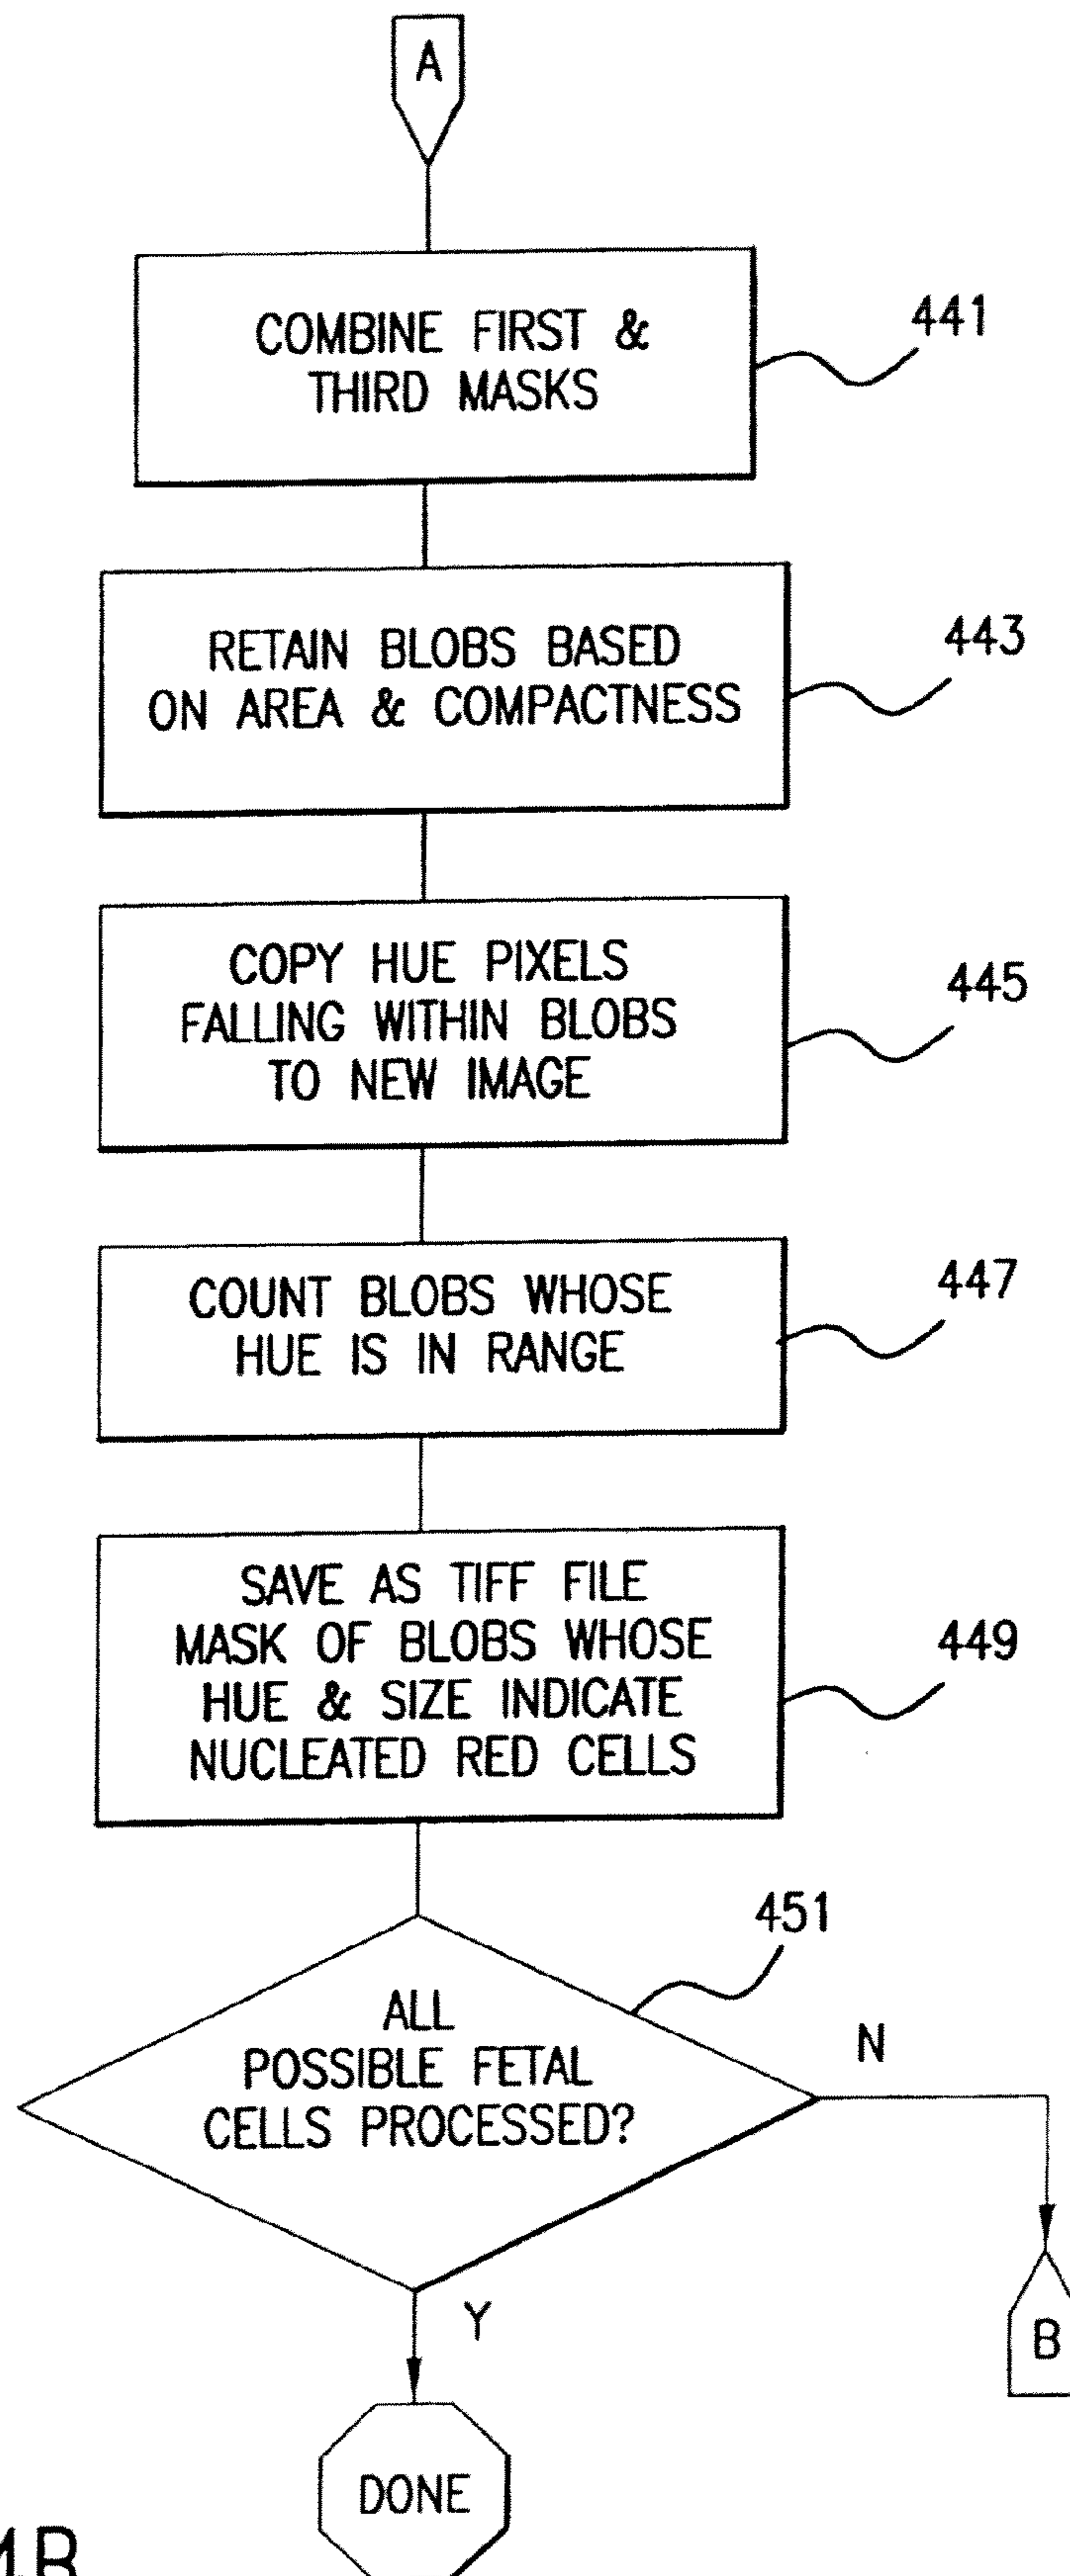 A
COMBINE FIRST &
THIRD MASKS
441
RETAIN BLOBS BASED
ON AREA & COMPACTNESS
443
COPY HUE PIXELS
FALLING WITHIN BLOBS
TO NEW IMAGE
445
COUNT BLOBS WHOSE
HUE IS IN RANGE
447
SAVE AS TIFF FILE
MASK OF BLOBS WHOSE
HUE & SIZE INDICATE
NUCLEATED RED CELLS
449
451
ALL
POSSIBLE FETAL
CELLS PROCESSED?
N
Y
B
DONE